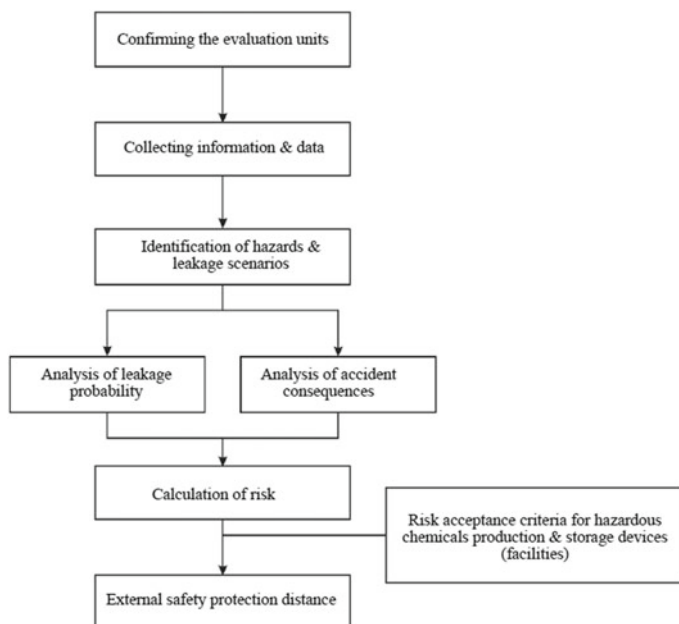 Confirming the evaluation units
Collecting information & data
Identification of hazards &
leakage scenarios
Analysis of leakage
probability
Analysis of accident
consequences
Calculation of risk
Risk acceptance criteria for hazardous
chemicals production & storage devices
(facilities)
External safety protection distance